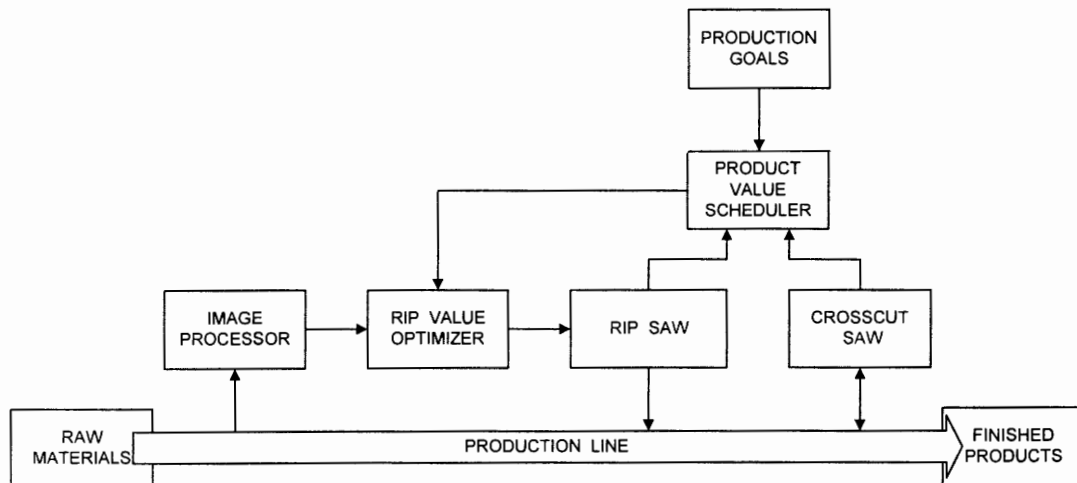 PRODUCTION
GOALS
PRODUCT
VALUE
SCHEDULER
IMAGE
PROCESSOR
RIP VALUE
OPTIMIZER
RIP SAW
CROSSCUT
SAW
RAW
MATERIALS
PRODUCTION LINE
FINISHED
PRODUCTS